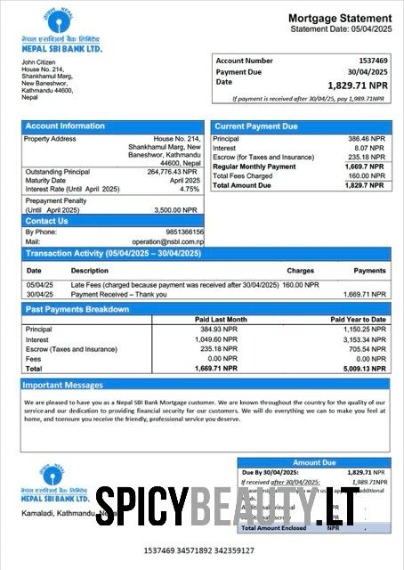 Mortgage Statement
Statement Date: 05/04/2025
नेपाल एसबिआई बैंक लिमिटेड
NEPAL SBI BANK LTD.
John Citizen
House No. 214,
Shankhamul Marg,
New Baneshwor,
Kathmandu 44600,
Nepal
Account Number 1537469
Payment Due 30/04/2025
Date 1,829.71 NPR
If payment is received after 30/04/25, pay 1,989.71NPR
Account Information
Property Address House No. 214,
Shankhamul Marg, New
Baneshwor, Kathmandu
44600, Nepal
Outstanding Principal 264,776.43 NPR
Maturity Date April 2025
Interest Rate (Until April 2025) 4.75%
Prepayment Penalty
(Until April 2025) 3,500.00 NPR
Contact Us
By Phone: 9851366156
Mail: operation@nsbl.com.np
Current Payment Due
Principal 386.46 NPR
Interest 8.07 NPR
Escrow (for Taxes and Insurance) 235.18 NPR
Regular Monthly Payment 1,669.7 NPR
Total Fees Charged 160.00 NPR
Total Amount Due 1,829.7 NPR
Transaction Activity (05/04/2025 – 30/04/2025)
Date Description Charges Payments
05/04/25 Late Fees (charged because payment was received after 30/04/2025) 160.00 NPR
30/04/25 Payment Received – Thank you 1,669.71 NPR
Past Payments Breakdown
Paid Last Month Paid Year to Date
Principal 384.93 NPR 1,150.25 NPR
Interest 1,049.60 NPR 3,153.34 NPR
Escrow (Taxes and Insurance) 235.18 NPR 705.54 NPR
Fees 0.00 NPR 0.00 NPR
Total 1,669.71 NPR 5,009.13 NPR
Important Messages
We are pleased to have you as a Nepal SBI Bank Mortgage customer. We are known throughout the country for the quality of our
service and our dedication to providing financial security for our customers. We will do everything we can to make you feel at
home, and toensure you receive the friendly, professional service you deserve.
नेपाल एसबिआई बैंक लिमिटेड
NEPAL SBI BANK LTD.
Kamaladi, Kathmandu,
Amount Due
Due By 30/04/2025: 1,829.71 NPR
If received after 30/04/2025: 1,989.71NPR
additional
NPR
Total Amount Enclosed NPR
SPICYBEAUTY.LT
1537469 34571892 342359127